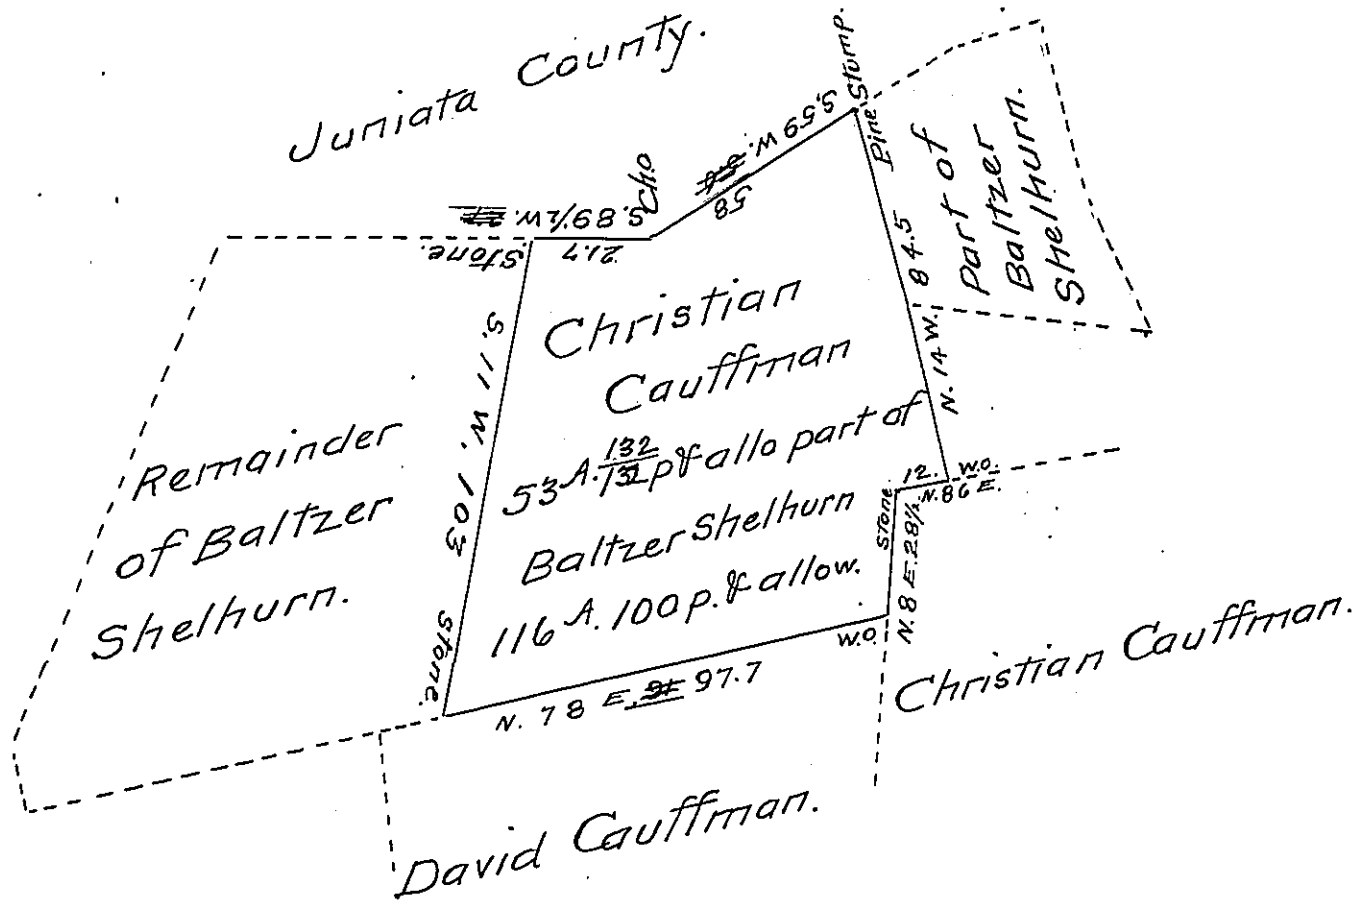 Juniata County.
Pine Stump.
S. 59 W.
58
Cho
S. 89½ W.
21.7
Stone.
Part of
Baltzer
Shelhurn.
N. 14 W. 84.5
S. 11 W. 103
Christian
Cauffman
53 A. 132/132 p & allo part of
Baltzer Shelhurn
116 A. 100 p. & allow.
Remainder
of Baltzer
Shelhurn.
12. W.O.
N. 86 E.
Stone
N. 8 E. 28½
W.O.
Stone.
N. 78 E. 97.7
Christian Cauffman.
David Cauffman.